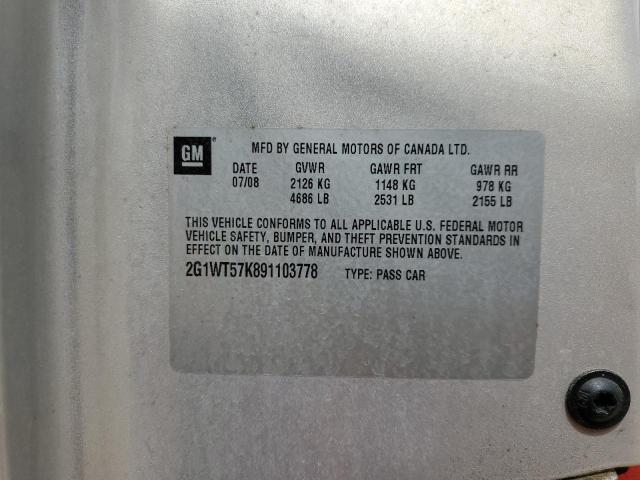 GM
MFD BY GENERAL MOTORS OF CANADA LTD.
DATE GVWR GAWR FRT GAWR RR
07/08 2126 KG 1148 KG 978 KG
4686 LB 2531 LB 2155 LB
THIS VEHICLE CONFORMS TO ALL APPLICABLE U.S. FEDERAL MOTOR
VEHICLE SAFETY, BUMPER, AND THEFT PREVENTION STANDARDS IN
EFFECT ON THE DATE OF MANUFACTURE SHOWN ABOVE.
2G1WT57K891103778 TYPE: PASS CAR